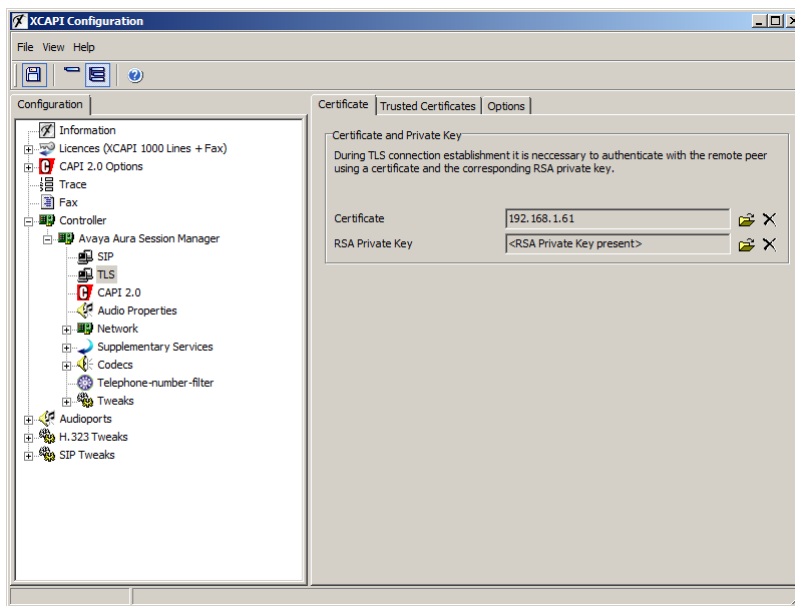 XCAPI Configuration
File View Help
Configuration
Information
Licences (XCAPI 1000 Lines + Fax)
CAPI 2.0 Options
Trace
Fax
Controller
Avaya Aura Session Manager
SIP
TLS
CAPI 2.0
Audio Properties
Network
Supplementary Services
Codecs
Telephone-number-filter
Tweaks
Audioports
H.323 Tweaks
SIP Tweaks
Certificate Trusted Certificates Options
Certificate and Private Key
During TLS connection establishment it is neccessary to authenticate with the remote peer
using a certificate and the corresponding RSA private key.
Certificate 192.168.1.61
RSA Private Key <RSA Private Key present>